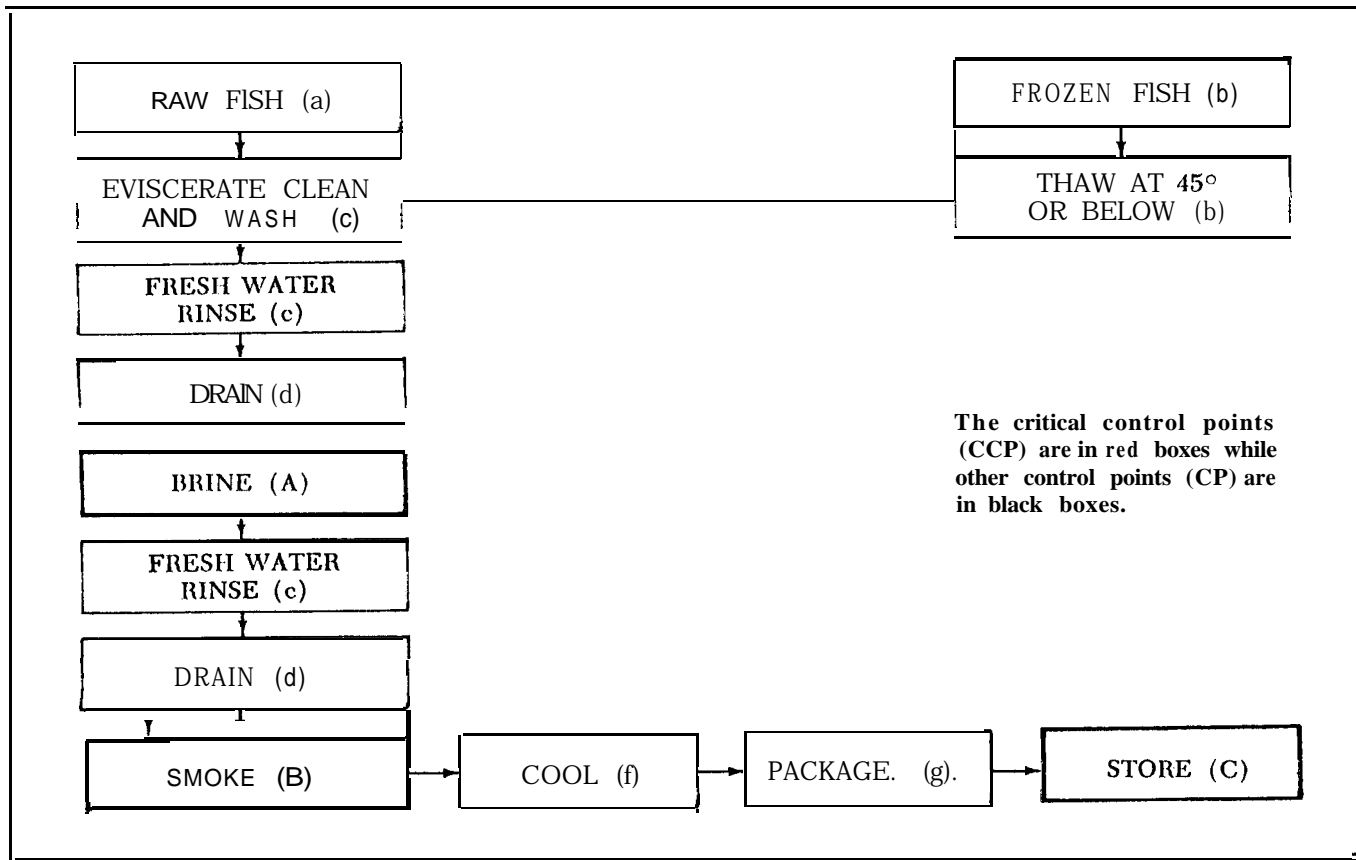 RAW FISH (a)
EVISCERATE CLEAN
AND WASH (c)
FRESH WATER
RINSE (c)
DRAIN (d)
BRINE (A)
FRESH WATER
RINSE (c)
DRAIN (d)
SMOKE (B)
COOL (f)
PACKAGE. (g).
STORE (C)
FROZEN FISH (b)
THAW AT 45°
OR BELOW (b)
The critical control points
(CCP) are in red boxes while
other control points (CP) are
in black boxes.